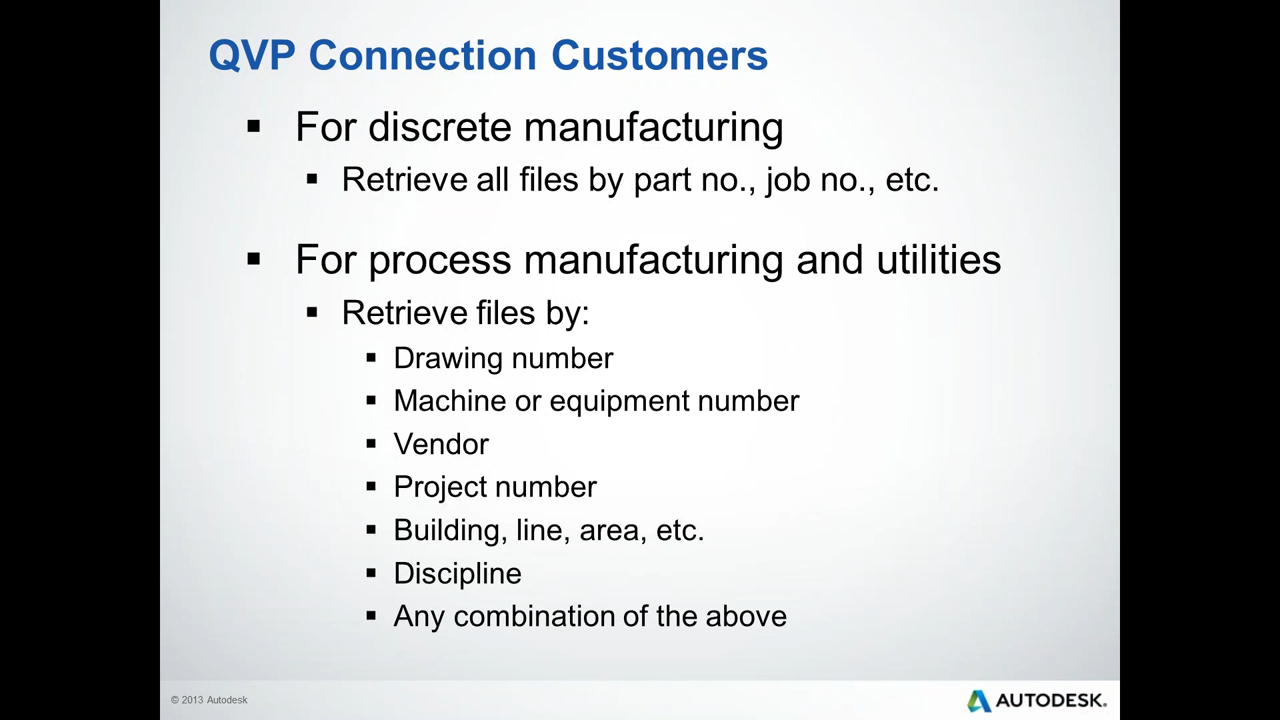 QVP Connection Customers
▪ For discrete manufacturing
▪ Retrieve all files by part no., job no., etc.
▪ For process manufacturing and utilities
▪ Retrieve files by:
▪ Drawing number
▪ Machine or equipment number
▪ Vendor
▪ Project number
▪ Building, line, area, etc.
▪ Discipline
▪ Any combination of the above
© 2013 Autodesk
AUTODESK.